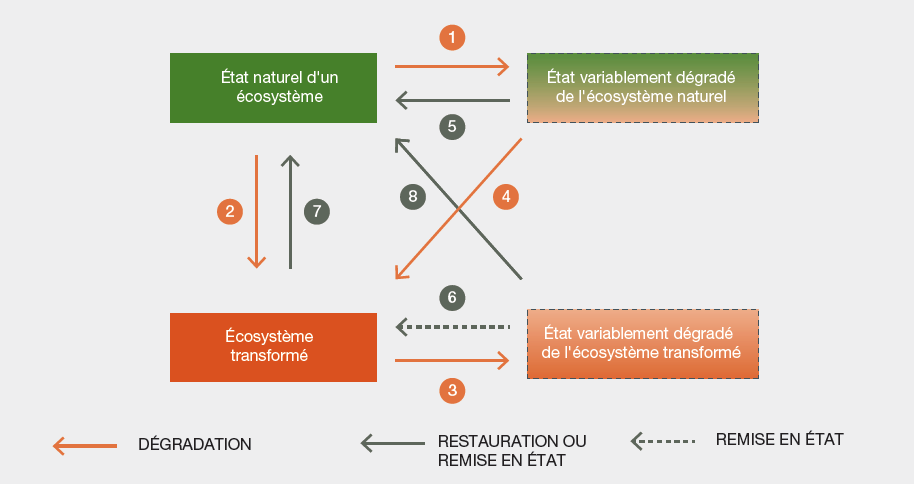 1
État naturel d'un
écosystème
État variablement dégradé
de l'écosystème naturel
5
8
4
2
7
6
Écosystème
transformé
État variablement dégradé
de l'écosystème transformé
3
DÉGRADATION
RESTAURATION OU
REMISE EN ÉTAT
REMISE EN ÉTAT